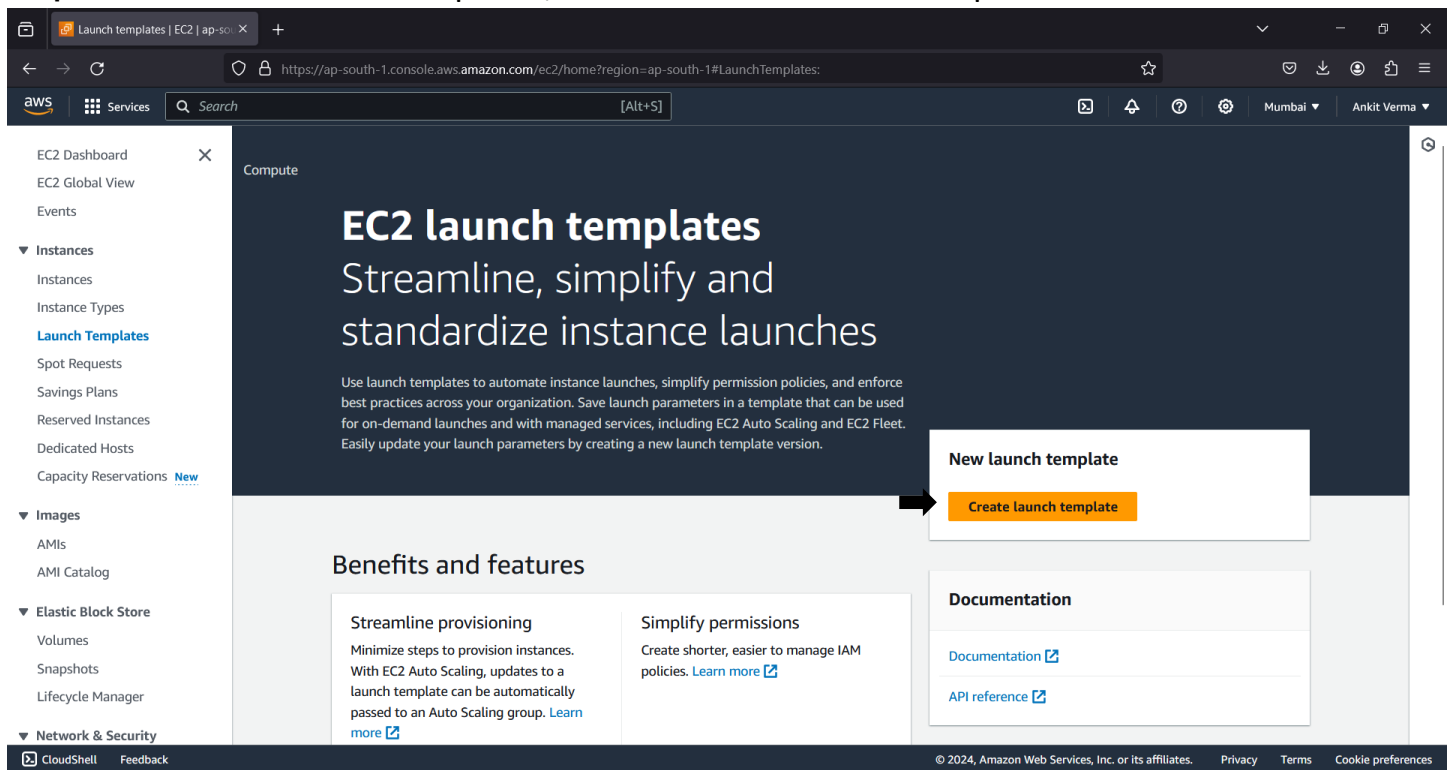 Launch templates | EC2 | ap-sou
https://ap-south-1.console.aws.amazon.com/ec2/home?region=ap-south-1#LaunchTemplates:
aws
Services
Search
[Alt+S]
Mumbai
Ankit Verma
EC2 Dashboard
EC2 Global View
Events
Instances
Instances
Instance Types
Launch Templates
Spot Requests
Savings Plans
Reserved Instances
Dedicated Hosts
Capacity Reservations New
Images
AMIs
AMI Catalog
Elastic Block Store
Volumes
Snapshots
Lifecycle Manager
Network & Security
Compute
EC2 launch templates
Streamline, simplify and
standardize instance launches
Use launch templates to automate instance launches, simplify permission policies, and enforce
best practices across your organization. Save launch parameters in a template that can be used
for on-demand launches and with managed services, including EC2 Auto Scaling and EC2 Fleet.
Easily update your launch parameters by creating a new launch template version.
New launch template
Create launch template
Benefits and features
Streamline provisioning
Minimize steps to provision instances.
With EC2 Auto Scaling, updates to a
launch template can be automatically
passed to an Auto Scaling group. Learn
more
Simplify permissions
Create shorter, easier to manage IAM
policies. Learn more
Documentation
Documentation
API reference
CloudShell
Feedback
© 2024, Amazon Web Services, Inc. or its affiliates.
Privacy
Terms
Cookie preferences